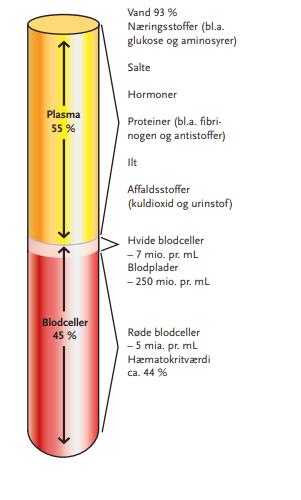 Vand 93 %
Næringsstoffer (bl.a.
glukose og aminosyrer)
Salte
Hormoner
Plasma
55 %
Proteiner (bl.a. fibri-
nogen og antistoffer)
Ilt
Affaldsstoffer
(kuldioxid og urinstof)
Hvide blodceller
– 7 mio. pr. mL
Blodplader
– 250 mio. pr. mL
Blodceller
45 %
Røde blodceller
– 5 mia. pr. mL
Hæmatokritværdi
ca. 44 %